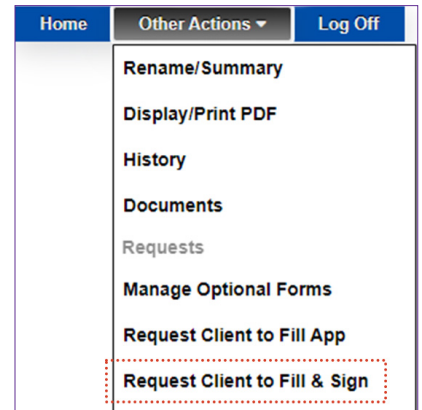 Home Other Actions ▾ Log Off
Rename/Summary
Display/Print PDF
History
Documents
Requests
Manage Optional Forms
Request Client to Fill App
Request Client to Fill & Sign